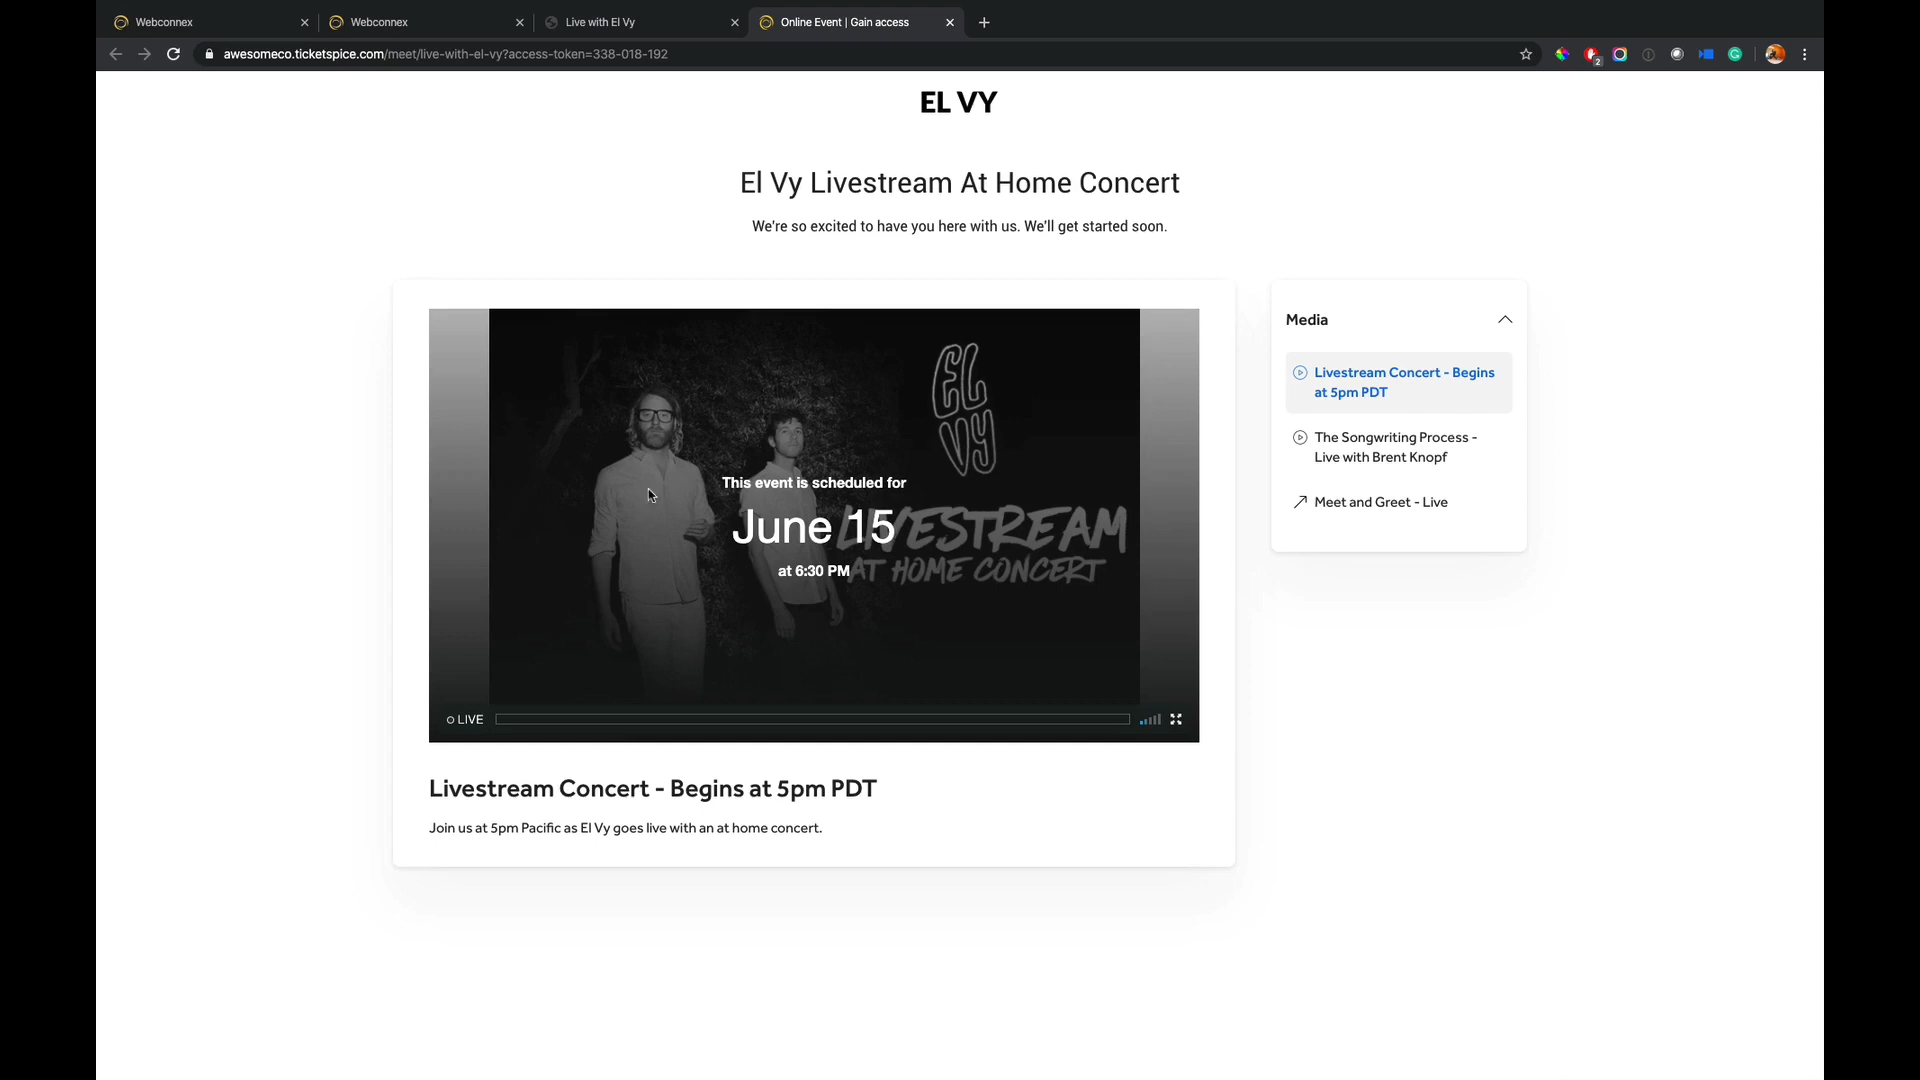 Webconnex
Webconnex
Live with El Vy
Online Event | Gain access
awesomeco.ticketspice.com/meet/live-with-el-vy?access-token=338-018-192
2
EL VY
El Vy Livestream At Home Concert
We're so excited to have you here with us. We'll get started soon.
EL
VY
This event is scheduled for
June 15
at 6:30 PM
LIVESTREAM
AT HOME CONCERT
LIVE
Livestream Concert - Begins at 5pm PDT
Join us at 5pm Pacific as El Vy goes live with an at home concert.
Media
Livestream Concert - Begins
at 5pm PDT
The Songwriting Process -
Live with Brent Knopf
Meet and Greet - Live